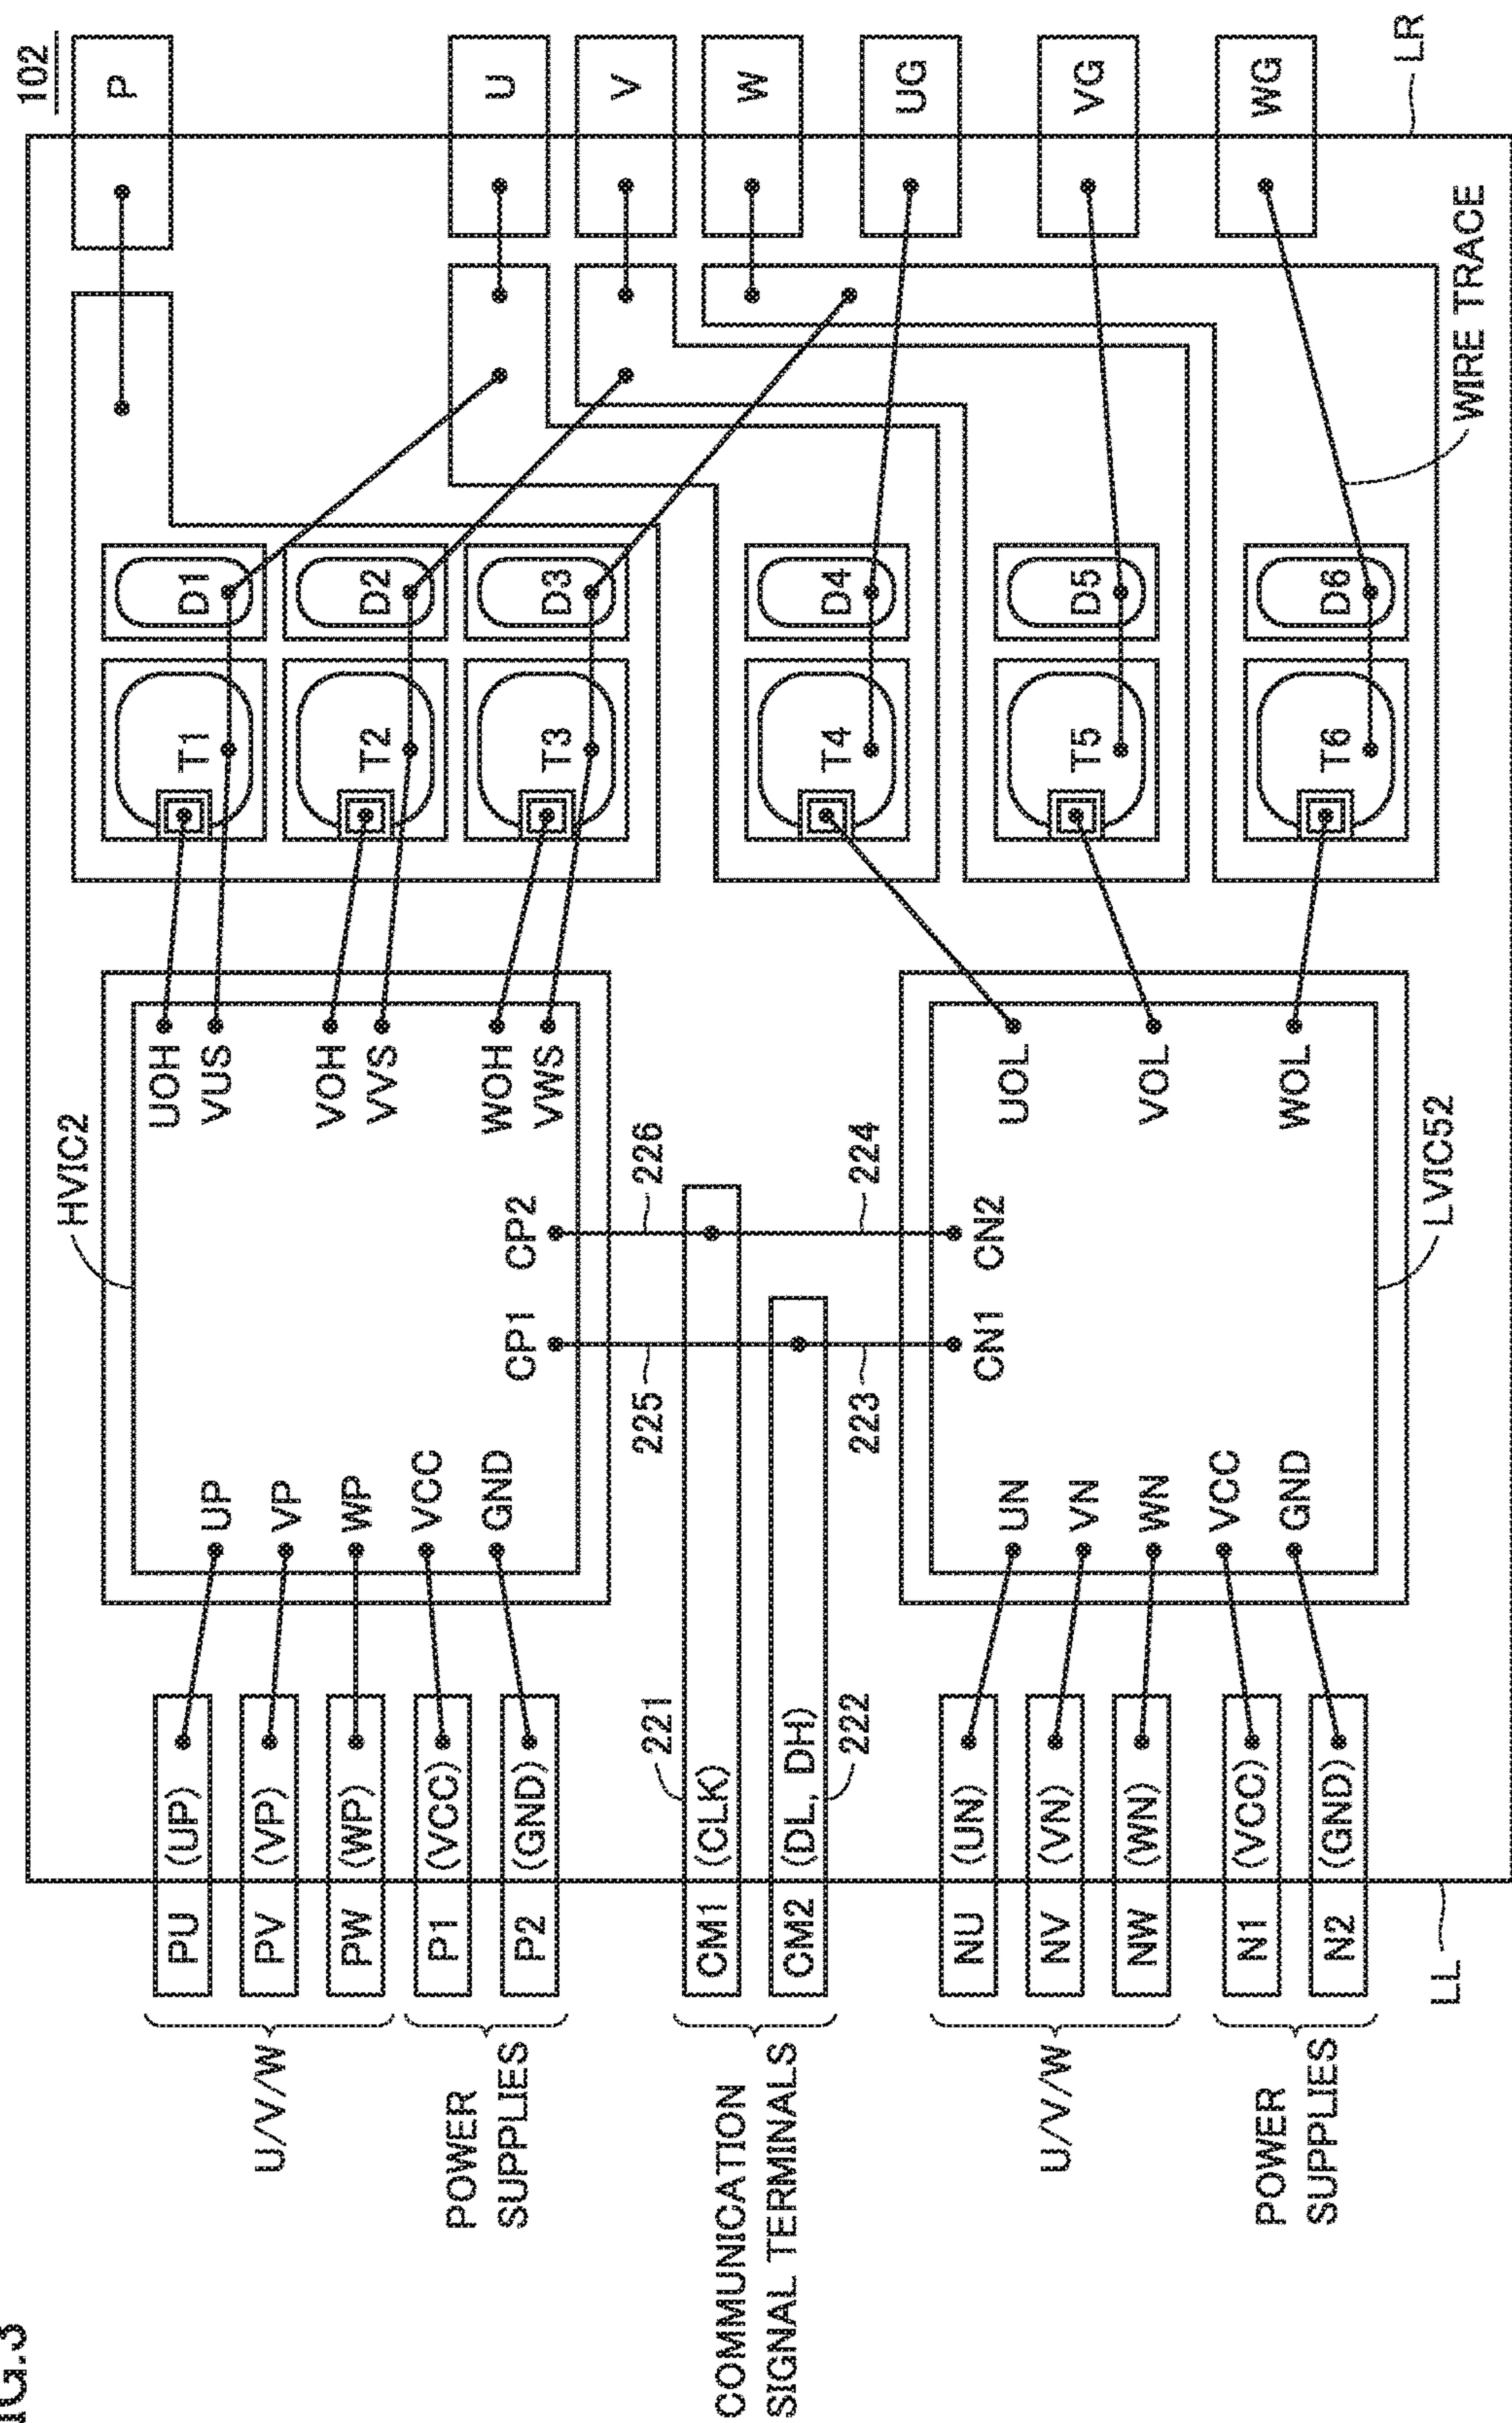 FIG.3
102
HVIC2
U/V/W
PU (UP)
PV (VP)
PW (WP)
POWER
SUPPLIES
P1 (VCC)
P2 (GND)
UP
VP
WP
VCC
GND
CP1
CP2
UOH
VUS
VOH
VVS
WOH
VWS
T1
D1
T2
D2
T3
D3
P
U
V
W
UG
VG
WG
COMMUNICATION
SIGNAL TERMINALS
CM1 (CLK)
CM2 (DL, DH)
221
222
225
226
223
224
U/V/W
NU (UN)
NV (VN)
NW (WN)
POWER
SUPPLIES
N1 (VCC)
N2 (GND)
UN
VN
WN
VCC
GND
CN1
CN2
UOL
VOL
WOL
T4
D4
T5
D5
T6
D6
LL
LVIC52
WIRE TRACE
LR